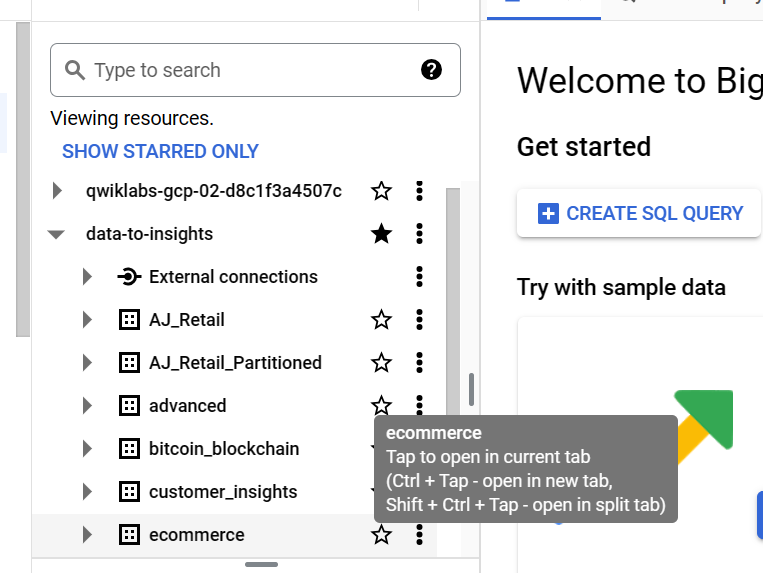 Type to search
Viewing resources.
SHOW STARRED ONLY
qwiklabs-gcp-02-d8c1f3a4507c
data-to-insights
External connections
AJ_Retail
AJ_Retail_Partitioned
advanced
bitcoin_blockchain
customer_insights
ecommerce
ecommerce
Tap to open in current tab
(Ctrl + Tap - open in new tab,
Shift + Ctrl + Tap - open in split tab)
Welcome to Big
Get started
CREATE SQL QUERY
Try with sample data